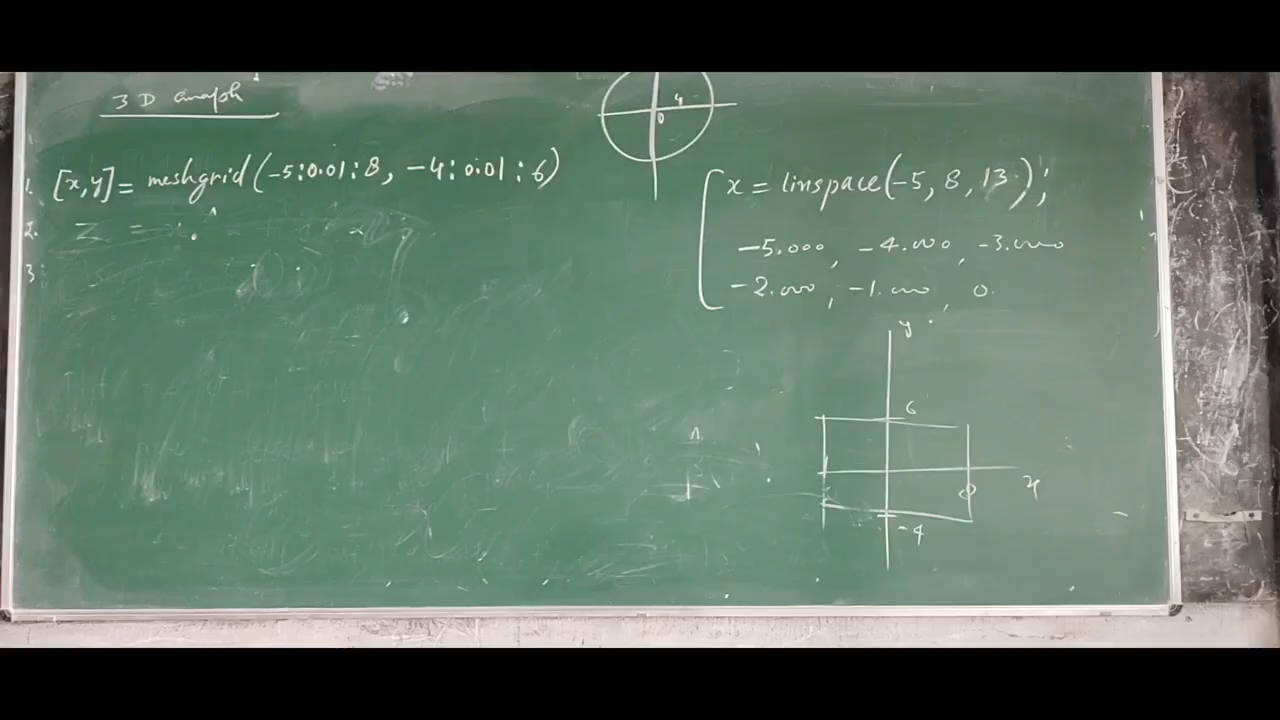 3 D Graph
1. [x,y] = meshgrid(-5:0.01:8, -4:0.01:6)
2. Z =
3.
4
0
x = linspace(-5, 8, 13);
-5.000, -4.000, -3.000
-2.000, -1.000, 0.
y
6
8
x
-4